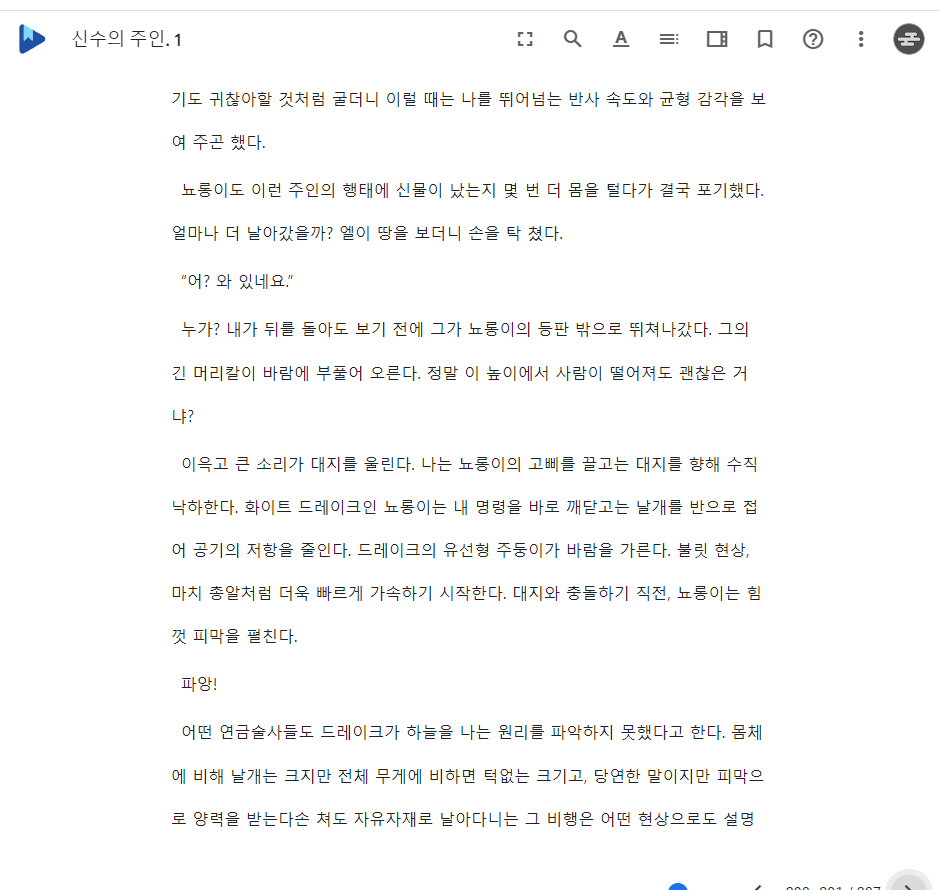 신수의 주인. 1
기도 귀찮아할 것처럼 굴더니 이럴 때는 나를 뛰어넘는 반사 속도와 균형 감각을 보
여 주곤 했다.
뇨롱이도 이런 주인의 행태에 신물이 났는지 몇 번 더 몸을 털다가 결국 포기했다.
얼마나 더 날아갔을까? 엘이 땅을 보더니 손을 탁 쳤다.
“어? 와 있네요.”
누가? 내가 뒤를 돌아도 보기 전에 그가 뇨롱이의 등판 밖으로 뛰쳐나갔다. 그의
긴 머리칼이 바람에 부풀어 오른다. 정말 이 높이에서 사람이 떨어져도 괜찮은 거
냐?
이윽고 큰 소리가 대지를 울린다. 나는 뇨롱이의 고삐를 끌고는 대지를 향해 수직
낙하한다. 화이트 드레이크인 뇨롱이는 내 명령을 바로 깨닫고는 날개를 반으로 접
어 공기의 저항을 줄인다. 드레이크의 유선형 주둥이가 바람을 가른다. 불릿 현상,
마치 총알처럼 더욱 빠르게 가속하기 시작한다. 대지와 충돌하기 직전, 뇨롱이는 힘
껏 피막을 펼친다.
파앙!
어떤 연금술사들도 드레이크가 하늘을 나는 원리를 파악하지 못했다고 한다. 몸체
에 비해 날개는 크지만 전체 무게에 비하면 턱없는 크기고, 당연한 말이지만 피막으
로 양력을 받는다손 쳐도 자유자재로 날아다니는 그 비행은 어떤 현상으로도 설명